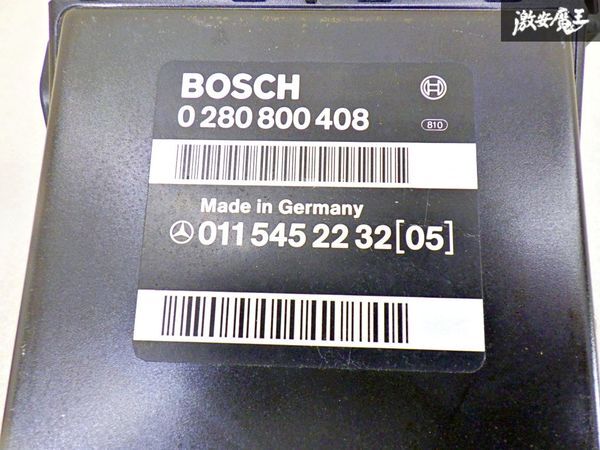 激安魔王
BOSCH
0 280 800 408
B10
Made in Germany
011 545 22 32 [05]